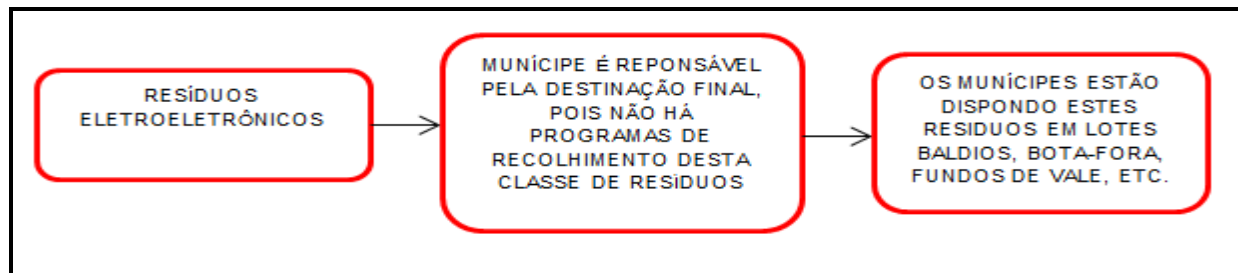 RESÍDUOS
ELETROELETRÔNICOS
MUNÍCIPE É REPONSÁVEL
PELA DESTINAÇÃO FINAL,
POIS NÃO HÁ
PROGRAMAS DE
RECOLHIMENTO DESTA
CLASSE DE RESÍDUOS
OS MUNÍCIPES ESTÃO
DISPONDO ESTES
RESIDUOS EM LOTES
BALDIOS, BOTA-FORA,
FUNDOS DE VALE, ETC.